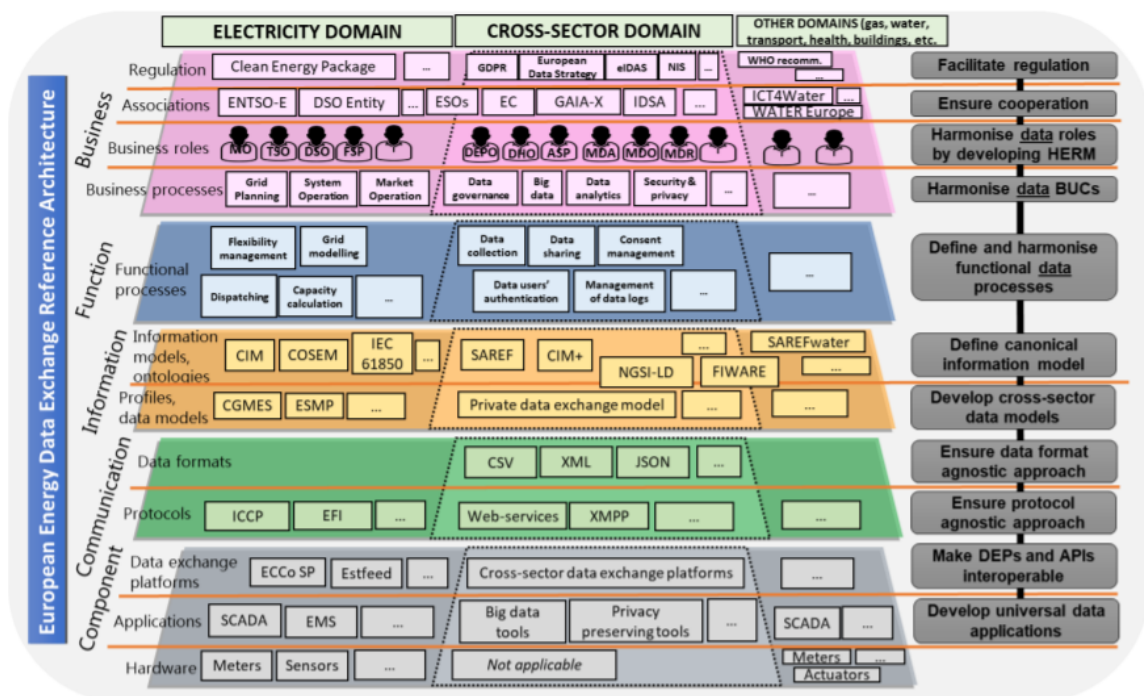 ELECTRICITY DOMAIN
CROSS-SECTOR DOMAIN
OTHER DOMAINS (gas, water,
transport, health, buildings, etc.
European Energy Data Exchange Reference Architecture
Business
Regulation
Clean Energy Package
...
GDPR
European
Data Strategy
eIDAS
NIS
...
WHO recomm.
...
Facilitate regulation
Associations
ENTSO-E
DSO Entity
...
ESOs
EC
GAIA-X
IDSA
...
ICT4Water
...
WATER Europe
Ensure cooperation
Business roles
MO
TSO
DSO
FSP
DEPO
DHO
ASP
MDA
MDO
MDR
Harmonise data roles
by developing HERM
Business processes
Grid
Planning
System
Operation
Market
Operation
Data
governance
Big
data
Data
analytics
Security &
privacy
...
...
Harmonise data BUCs
Function
Functional
processes
Flexibility
management
Grid
modelling
Dispatching
Capacity
calculation
...
Data
collection
Data
sharing
Consent
management
Data users'
authentication
Management
of data logs
...
...
Define and harmonise
functional data
processes
Information
Information
models,
ontologies
CIM
COSEM
IEC
61850
...
SAREF
CIM+
...
NGSI-LD
FIWARE
SAREFwater
...
Define canonical
information model
Profiles,
data models
CGMES
ESMP
...
Private data exchange model
...
...
Develop cross-sector
data models
Communication
Data formats
CSV
XML
JSON
...
Ensure data format
agnostic approach
Protocols
ICCP
EFI
...
Web-services
XMPP
...
...
Ensure protocol
agnostic approach
Component
Data exchange
platforms
ECCo SP
Estfeed
...
Cross-sector data exchange platforms
...
Make DEPs and APIs
interoperable
Applications
SCADA
EMS
...
Big data
tools
Privacy
preserving tools
...
SCADA
...
Develop universal data
applications
Hardware
Meters
Sensors
...
Not applicable
Meters
...
Actuators